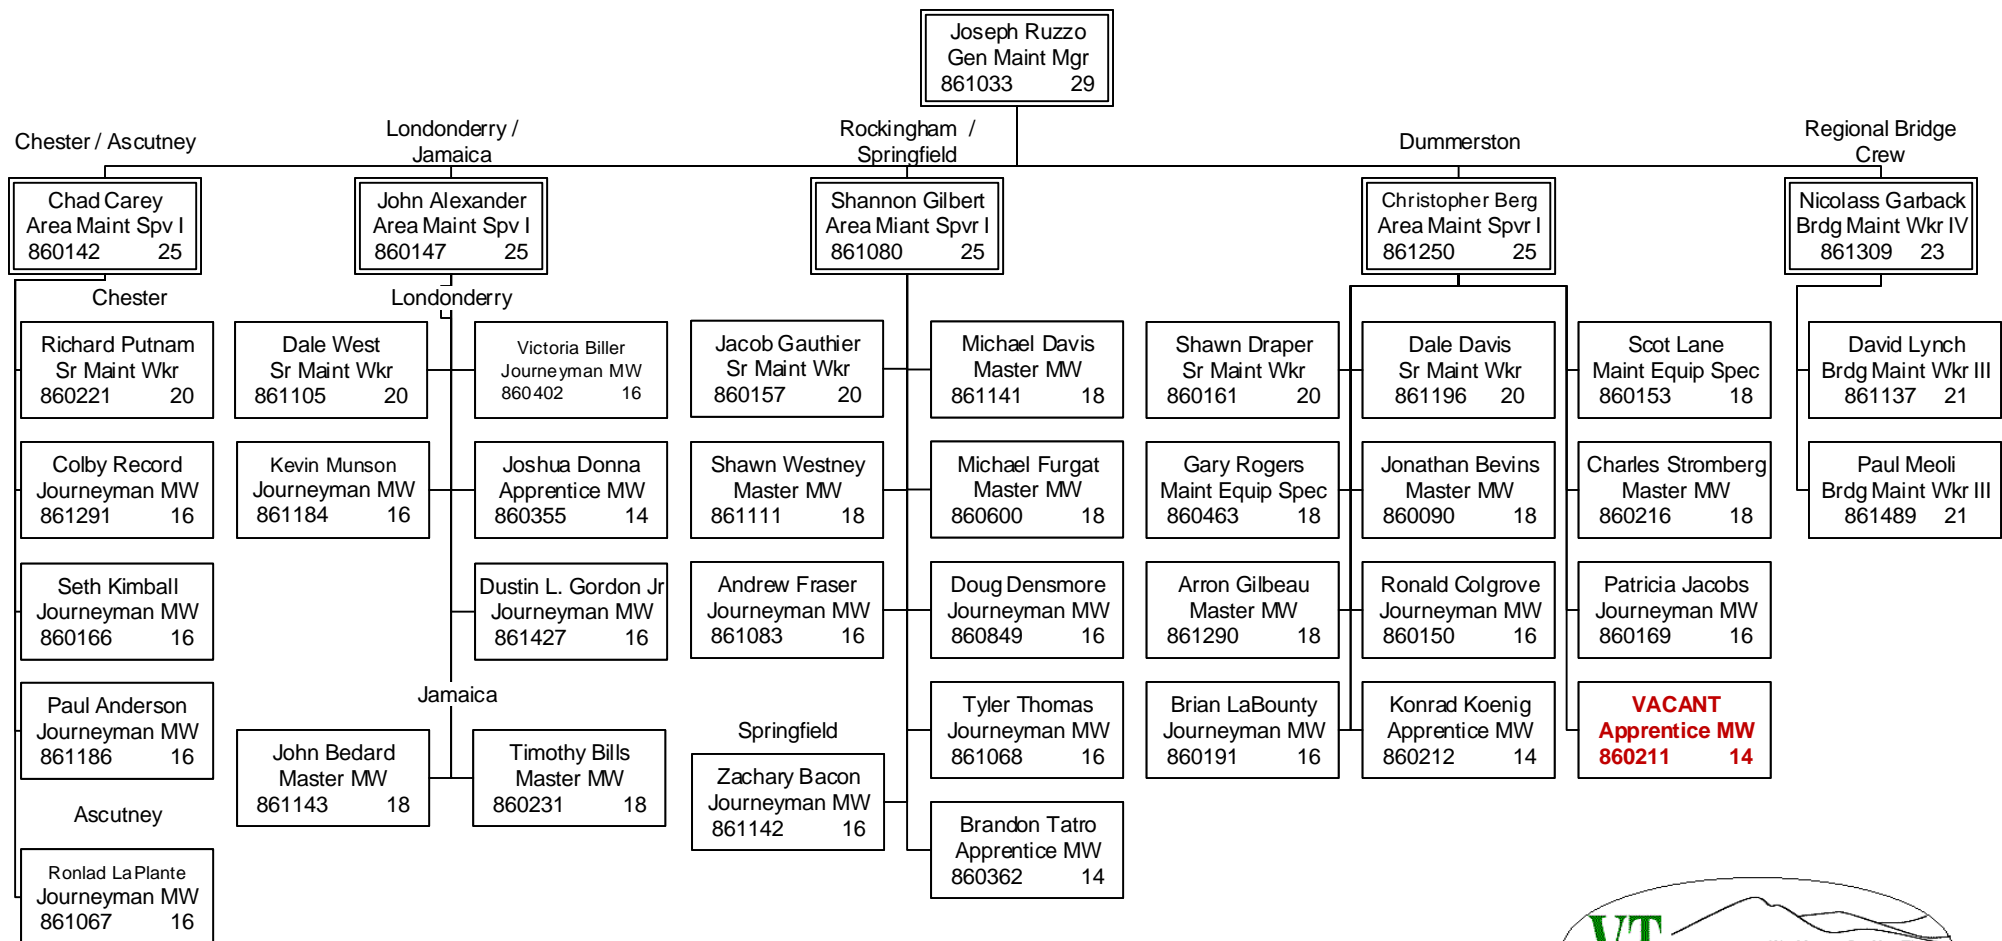 Joseph Ruzzo
Gen Maint Mgr
861033 29
Chester / Ascutney
Londonderry /
Jamaica
Rockingham /
Springfield
Dummerston
Regional Bridge
Crew
Chad Carey
Area Maint Spv I
860142 25
John Alexander
Area Maint Spv I
860147 25
Shannon Gilbert
Area Miant Spvr I
861080 25
Christopher Berg
Area Maint Spvr I
861250 25
Nicolass Garback
Brdg Maint Wkr IV
861309 23
Chester
Richard Putnam
Sr Maint Wkr
860221 20
Colby Record
Journeyman MW
861291 16
Seth Kimball
Journeyman MW
860166 16
Paul Anderson
Journeyman MW
861186 16
Ascutney
Ronlad LaPlante
Journeyman MW
861067 16
Londonderry
Dale West
Sr Maint Wkr
861105 20
Victoria Biller
Journeyman MW
860402 16
Kevin Munson
Journeyman MW
861184 16
Joshua Donna
Apprentice MW
860355 14
Dustin L. Gordon Jr
Journeyman MW
861427 16
Jamaica
John Bedard
Master MW
861143 18
Timothy Bills
Master MW
860231 18
Jacob Gauthier
Sr Maint Wkr
860157 20
Michael Davis
Master MW
861141 18
Shawn Westney
Master MW
861111 18
Michael Furgat
Master MW
860600 18
Andrew Fraser
Journeyman MW
861083 16
Doug Densmore
Journeyman MW
860849 16
Tyler Thomas
Journeyman MW
861068 16
Springfield
Zachary Bacon
Journeyman MW
861142 16
Brandon Tatro
Apprentice MW
860362 14
Shawn Draper
Sr Maint Wkr
860161 20
Dale Davis
Sr Maint Wkr
861196 20
Scot Lane
Maint Equip Spec
860153 18
Gary Rogers
Maint Equip Spec
860463 18
Jonathan Bevins
Master MW
860090 18
Charles Stromberg
Master MW
860216 18
Arron Gilbeau
Master MW
861290 18
Ronald Colgrove
Journeyman MW
860150 16
Patricia Jacobs
Journeyman MW
860169 16
Brian LaBounty
Journeyman MW
860191 16
Konrad Koenig
Apprentice MW
860212 14
VACANT
Apprentice MW
860211 14
David Lynch
Brdg Maint Wkr III
861137 21
Paul Meoli
Brdg Maint Wkr III
861489 21
VT